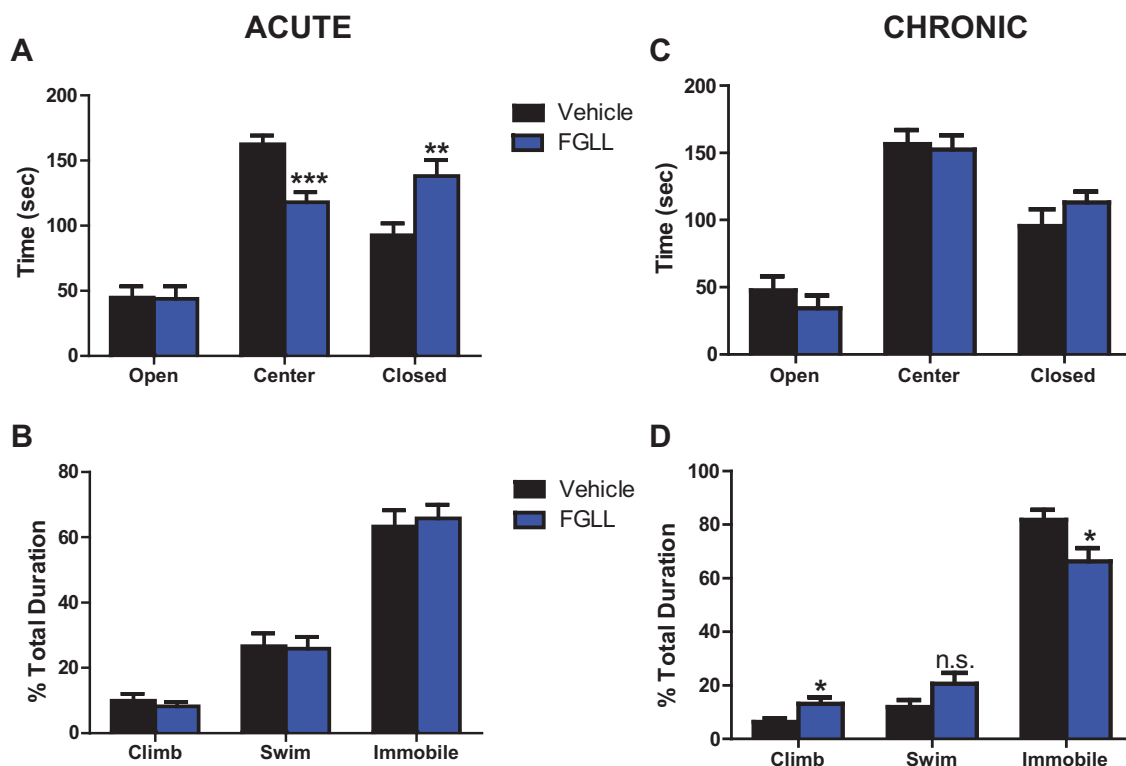 ACUTE
CHRONIC
A
Time (sec)
200
150
100
50
0
***
**
Open Center Closed
Vehicle
FGLL
C
Time (sec)
200
150
100
50
0
Open Center Closed
B
% Total Duration
80
60
40
20
0
Climb Swim Immobile
Vehicle
FGLL
D
% Total Duration
100
80
60
40
20
0
*
n.s.
*
Climb Swim Immobile